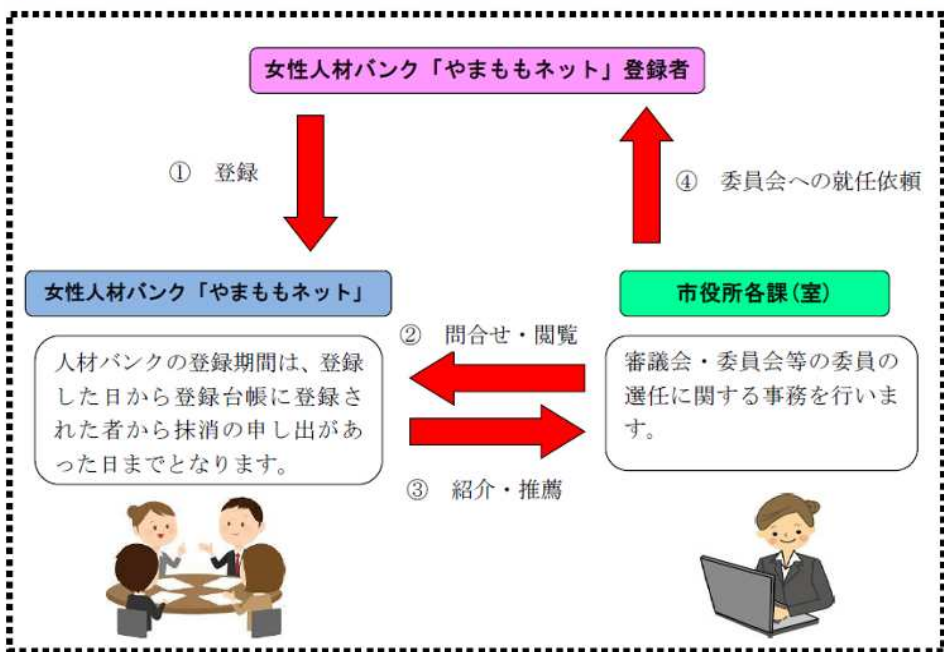 女性人材バンク「やまももネット」登録者
① 登録
④ 委員会への就任依頼
女性人材バンク「やまももネット」
市役所各課(室)
② 問合せ・閲覧
人材バンクの登録期間は、登録
した日から登録台帳に登録され
た者から抹消の申し出があ
った日までとなります。
審議会・委員会等の委員の
選任に関する事務を行いま
す。
③ 紹介・推薦